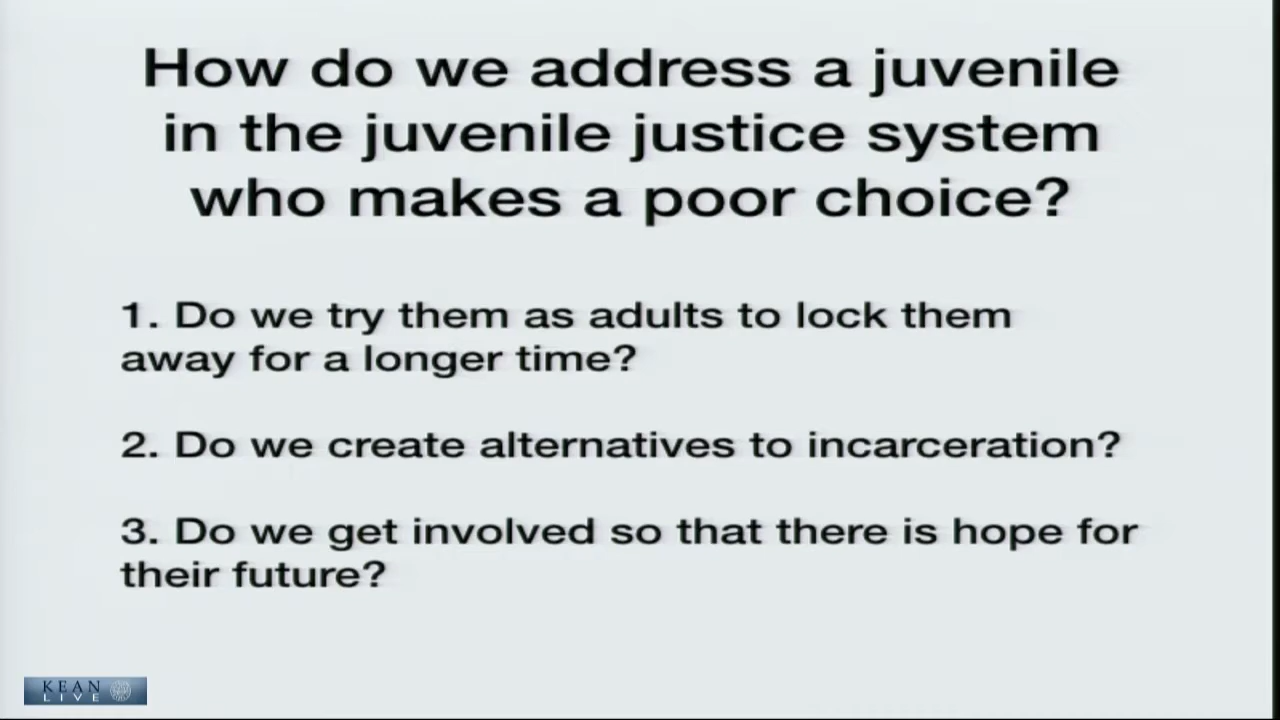 How do we address a juvenile
in the juvenile justice system
who makes a poor choice?
1. Do we try them as adults to lock them
away for a longer time?
2. Do we create alternatives to incarceration?
3. Do we get involved so that there is hope for
their future?
KEAN
LIVE